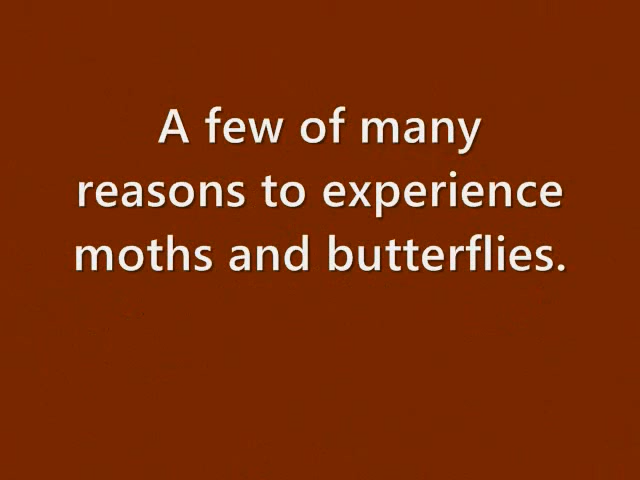 A few of many
reasons to experience
moths and butterflies.